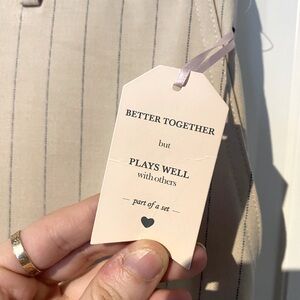 BETTER TOGETHER
but
PLAYS WELL
with others
part of a set